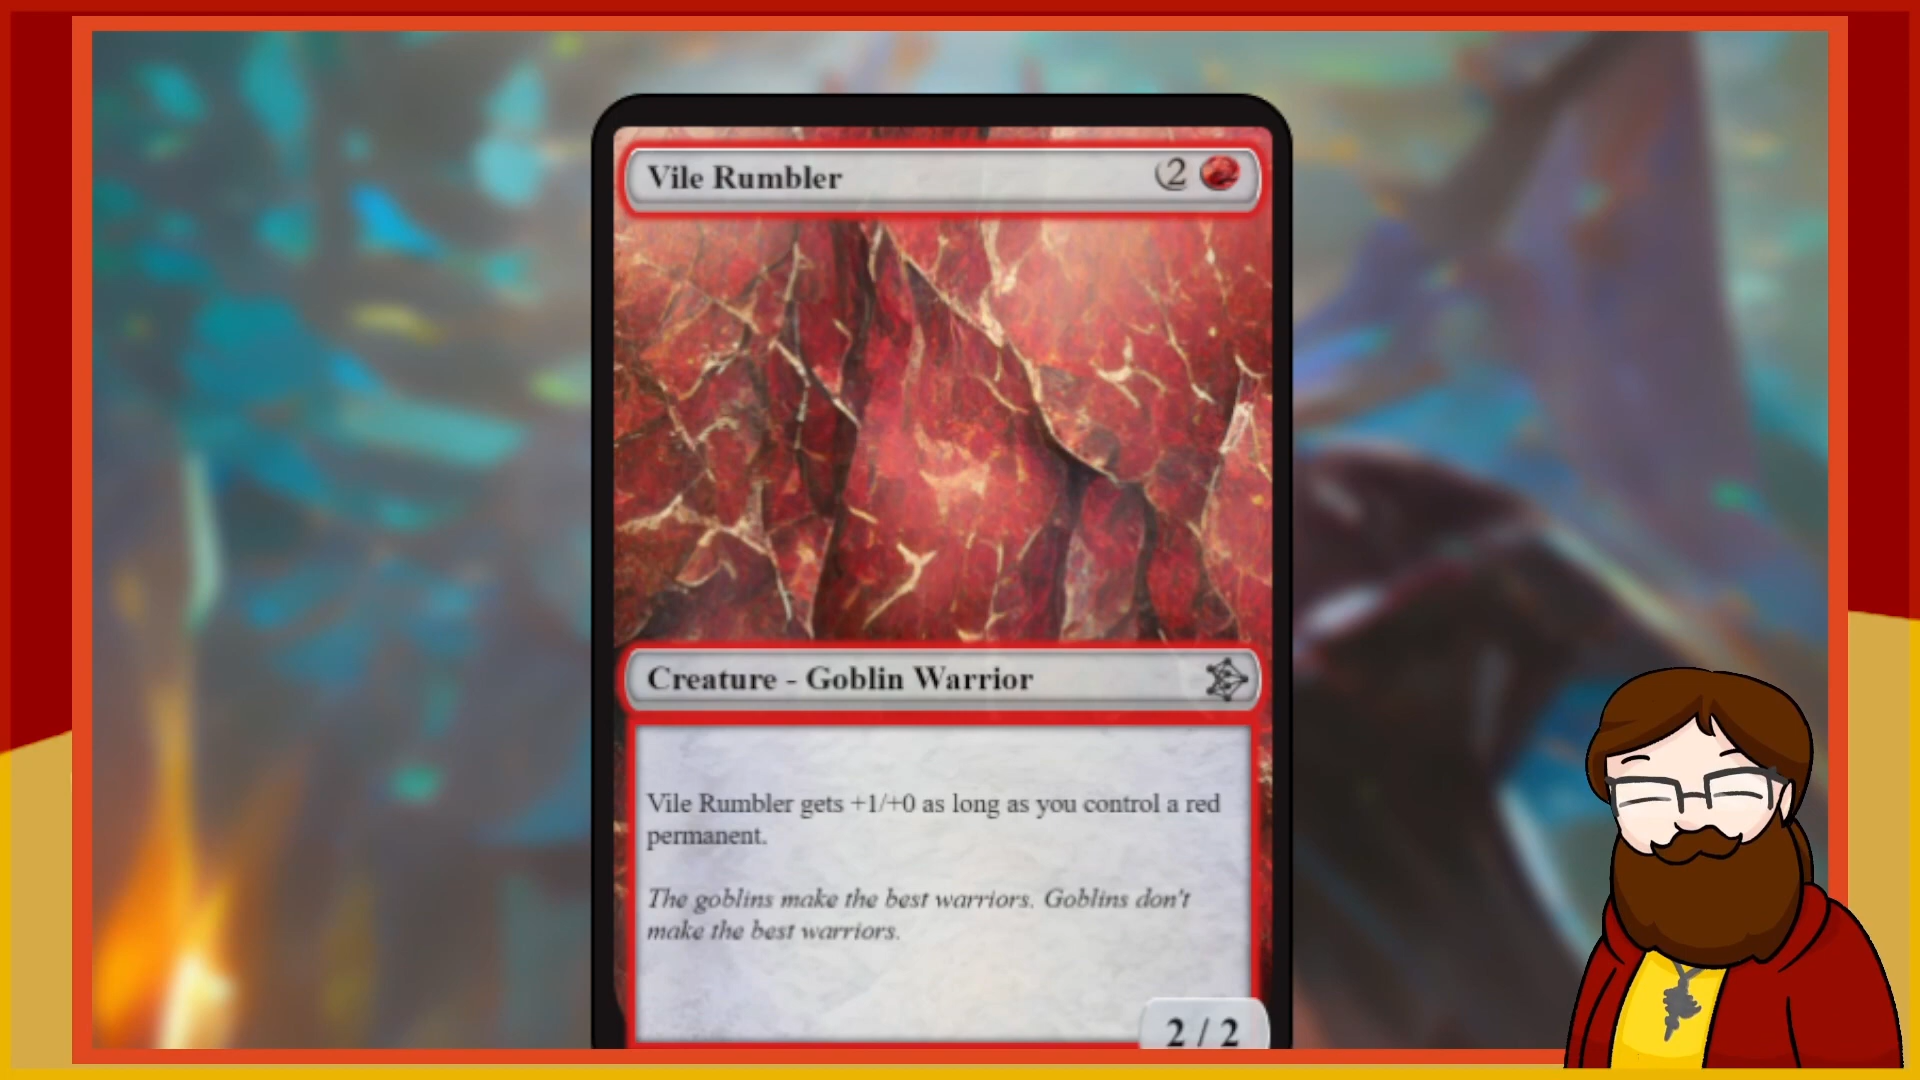 Vile Rumbler 2
Creature - Goblin Warrior
Vile Rumbler gets +1/+0 as long as you control a red
permanent.
The goblins make the best warriors. Goblins don't
make the best warriors.
2 / 2